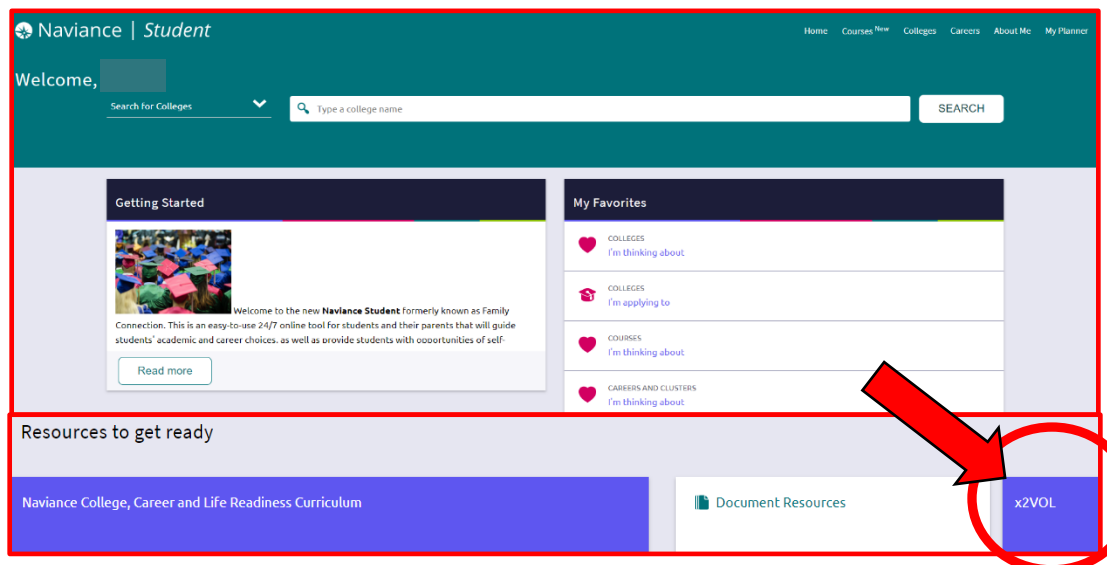 Naviance | Student
Home Courses New Colleges Careers About Me My Planner
Welcome,
Search for Colleges
Type a college name
SEARCH
Getting Started
Welcome to the new Naviance Student formerly known as Family
Connection. This is an easy-to-use 24/7 online tool for students and their parents that will guide
students' academic and career choices, as well as provide students with opportunities of self-
Read more
My Favorites
COLLEGES
I'm thinking about
COLLEGES
I'm applying to
COURSES
I'm thinking about
CAREERS AND CLUSTERS
I'm thinking about
Resources to get ready
Naviance College, Career and Life Readiness Curriculum
Document Resources
x2VOL